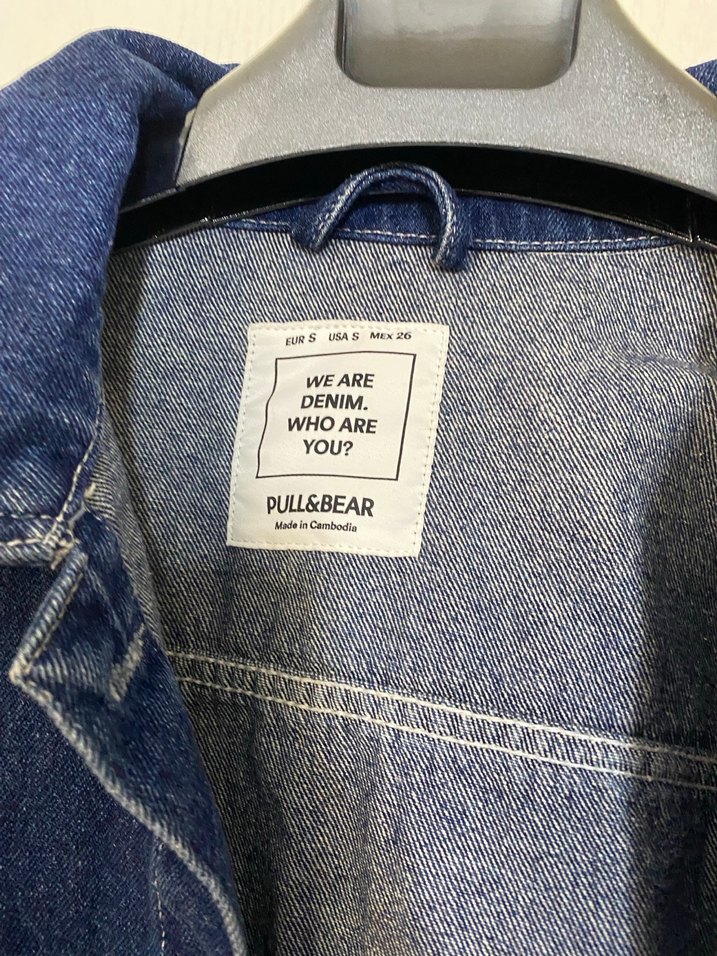 EUR S USA S MEX 26
WE ARE
DENIM.
WHO ARE
YOU?
PULL&BEAR
Made in Cambodia